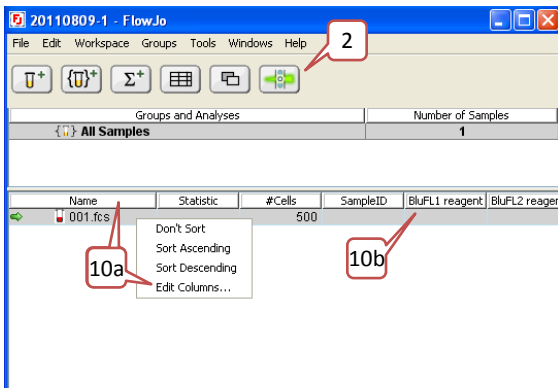 20110809-1 - FlowJo
File Edit Workspace Groups Tools Windows Help
2
Σ+
Groups and Analyses Number of Samples
All Samples 1
Name Statistic #Cells SampleID BluFL1 reagent BluFL2 reager
001.fcs 500
Don't Sort
Sort Ascending
Sort Descending
Edit Columns...
10a
10b